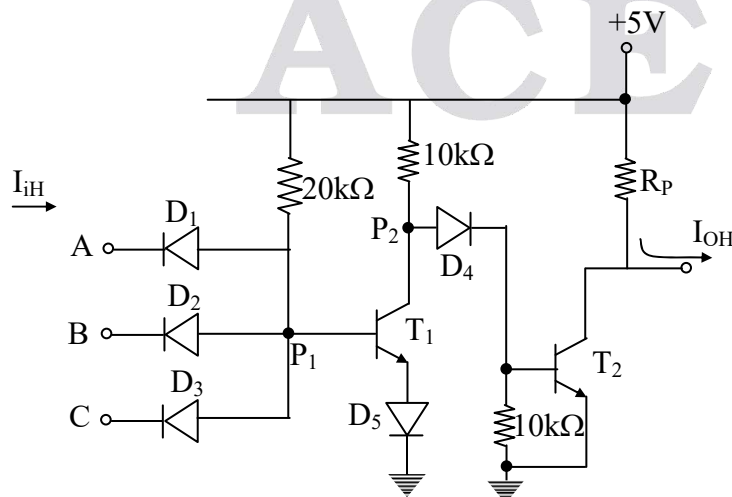 ACE
+5V
10kΩ
20kΩ
R_P
I_iH
D_1
P_2
I_OH
A
D_4
D_2
B
T_1
P_1
T_2
D_3
D_5
C
10kΩ